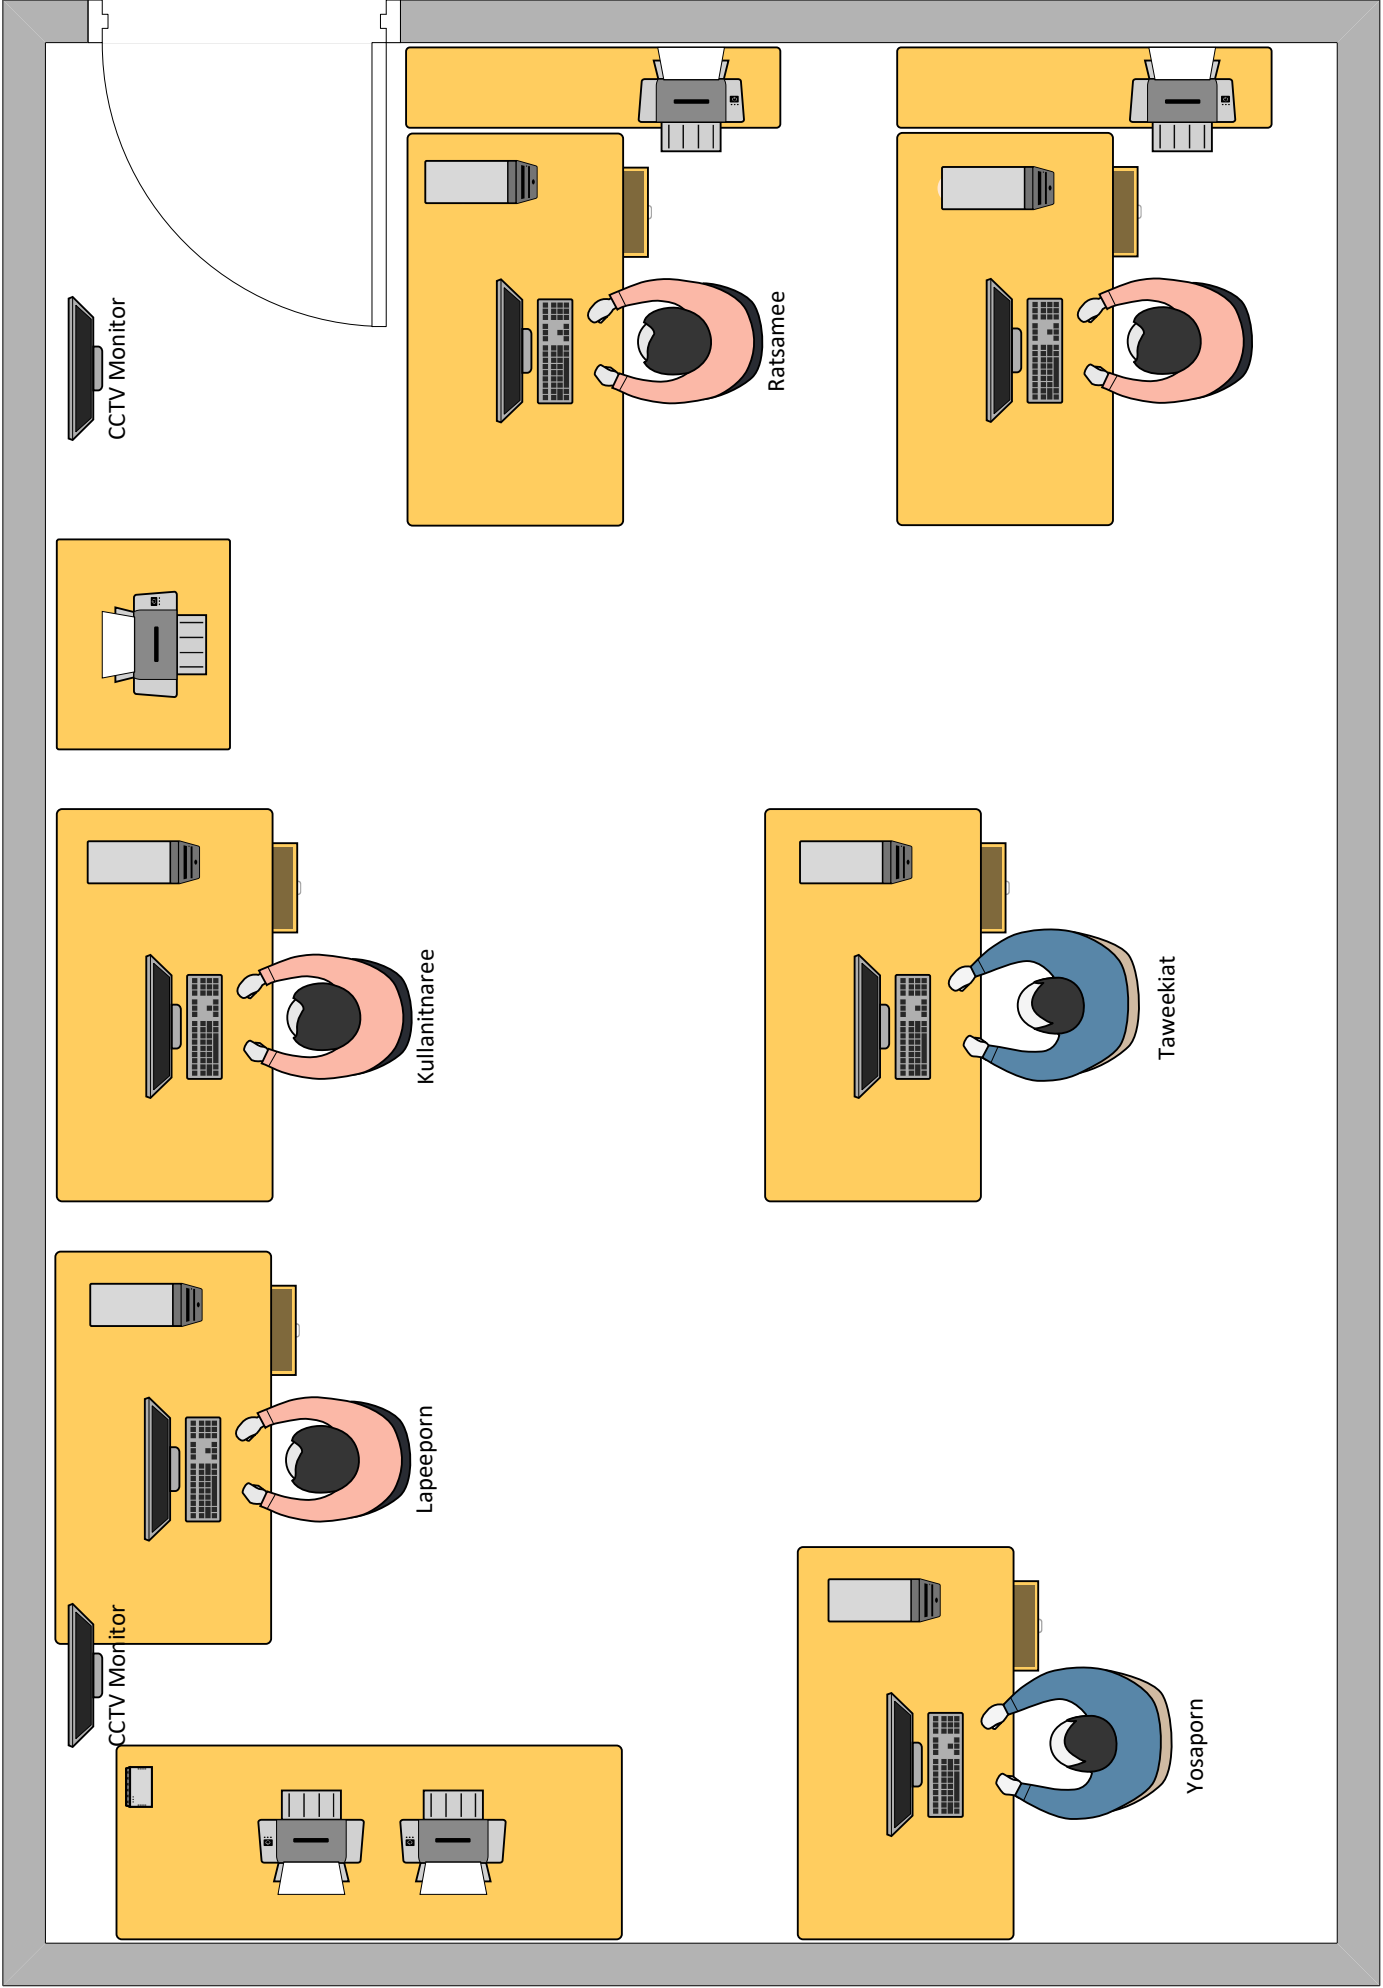 CCTV Monitor
Ratsamee
Kullanitnaree
Taweekiat
Lapeeporn
CCTV Monitor
Yosaporn